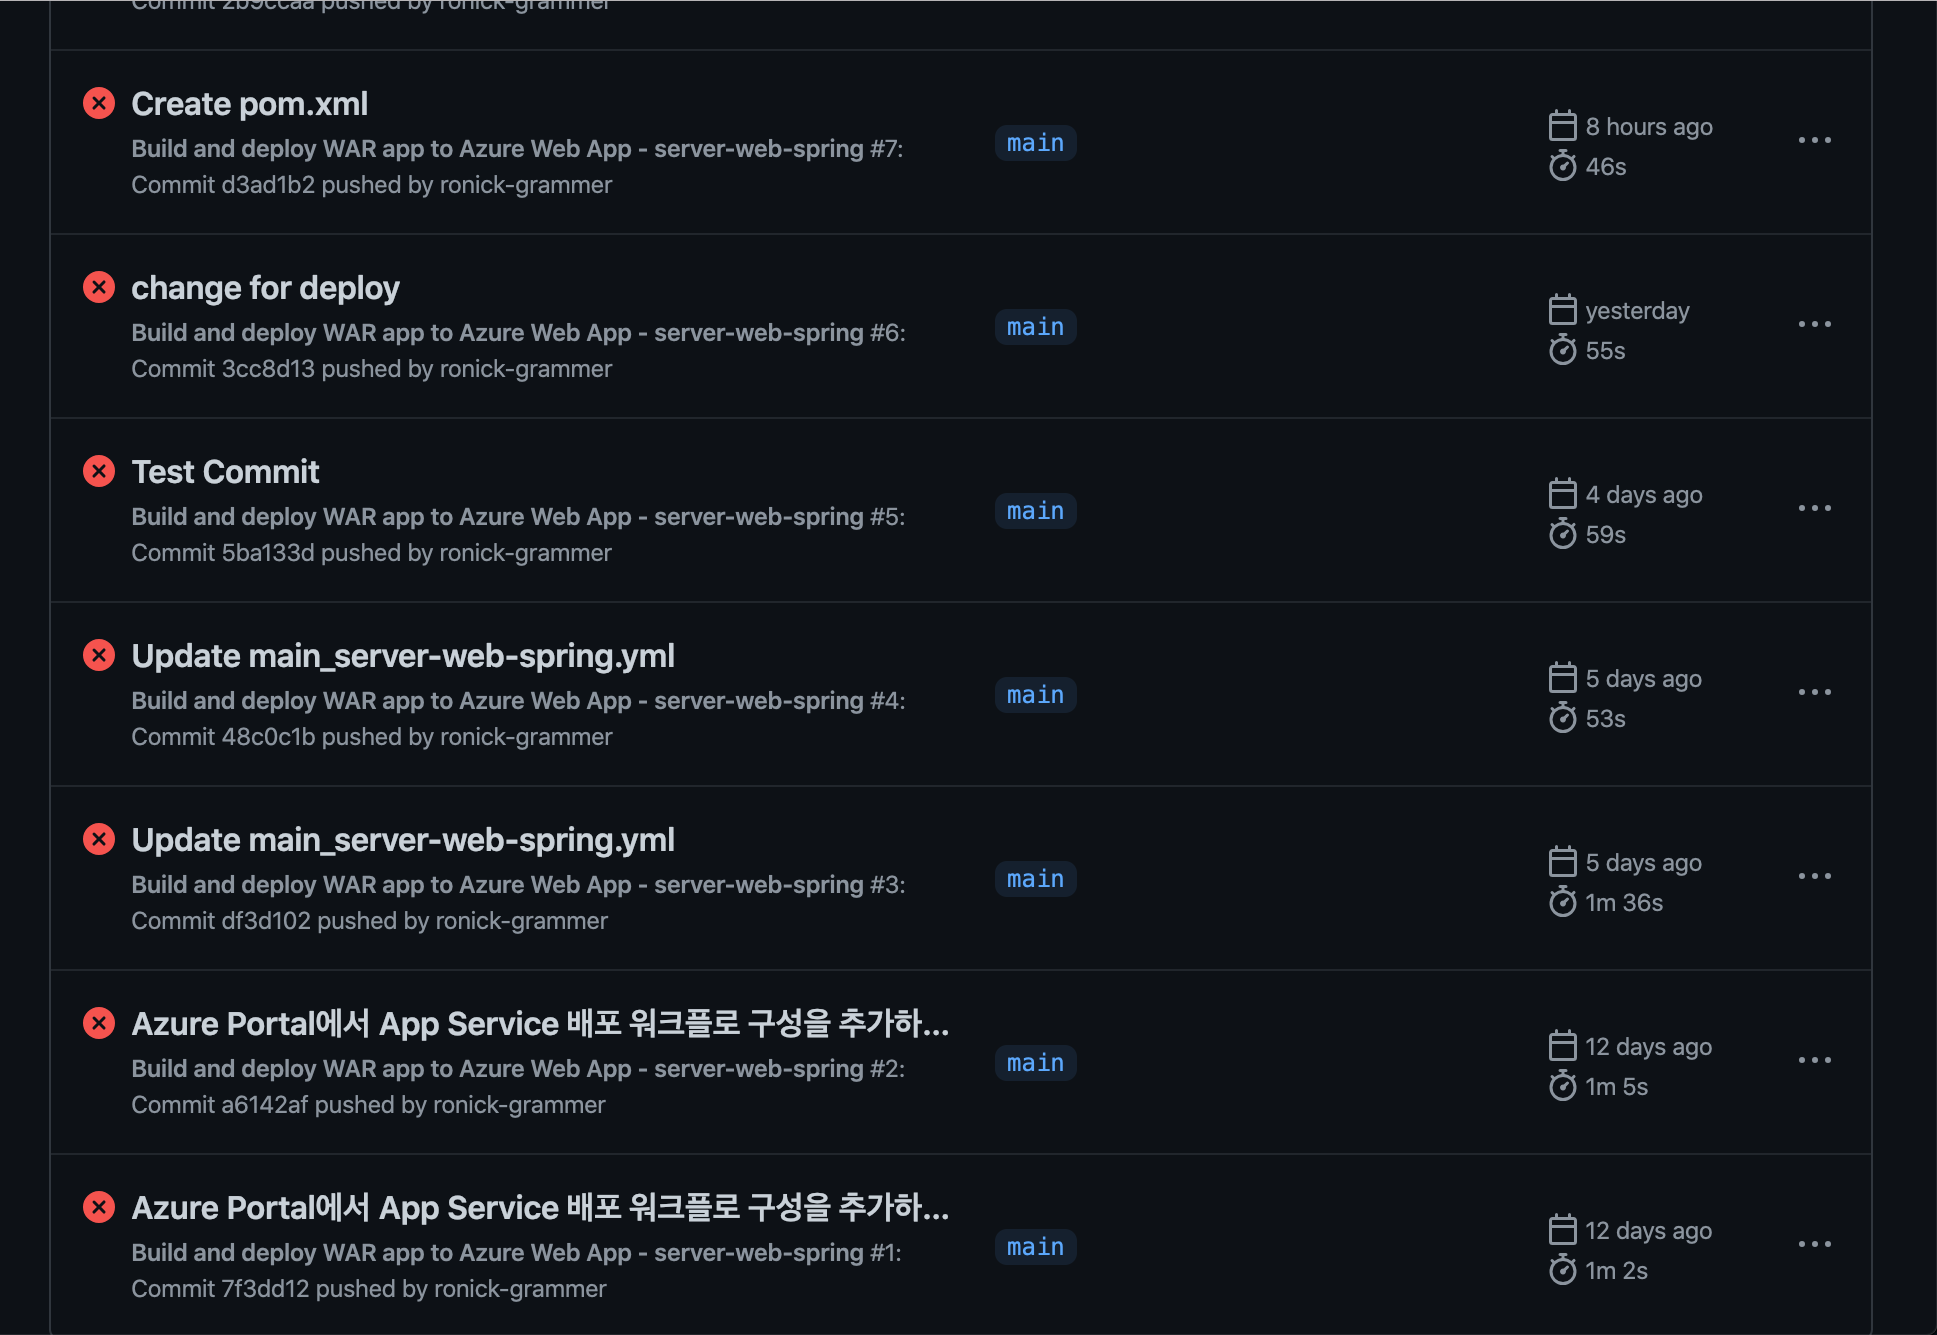 Commit 2b9ccaa pushed by ronick-grammer
Create pom.xml
Build and deploy WAR app to Azure Web App - server-web-spring #7:
Commit d3ad1b2 pushed by ronick-grammer
main
8 hours ago
46s
change for deploy
Build and deploy WAR app to Azure Web App - server-web-spring #6:
Commit 3cc8d13 pushed by ronick-grammer
main
yesterday
55s
Test Commit
Build and deploy WAR app to Azure Web App - server-web-spring #5:
Commit 5ba133d pushed by ronick-grammer
main
4 days ago
59s
Update main_server-web-spring.yml
Build and deploy WAR app to Azure Web App - server-web-spring #4:
Commit 48c0c1b pushed by ronick-grammer
main
5 days ago
53s
Update main_server-web-spring.yml
Build and deploy WAR app to Azure Web App - server-web-spring #3:
Commit df3d102 pushed by ronick-grammer
main
5 days ago
1m 36s
Azure Portal에서 App Service 배포 워크플로 구성을 추가하...
Build and deploy WAR app to Azure Web App - server-web-spring #2:
Commit a6142af pushed by ronick-grammer
main
12 days ago
1m 5s
Azure Portal에서 App Service 배포 워크플로 구성을 추가하...
Build and deploy WAR app to Azure Web App - server-web-spring #1:
Commit 7f3dd12 pushed by ronick-grammer
main
12 days ago
1m 2s